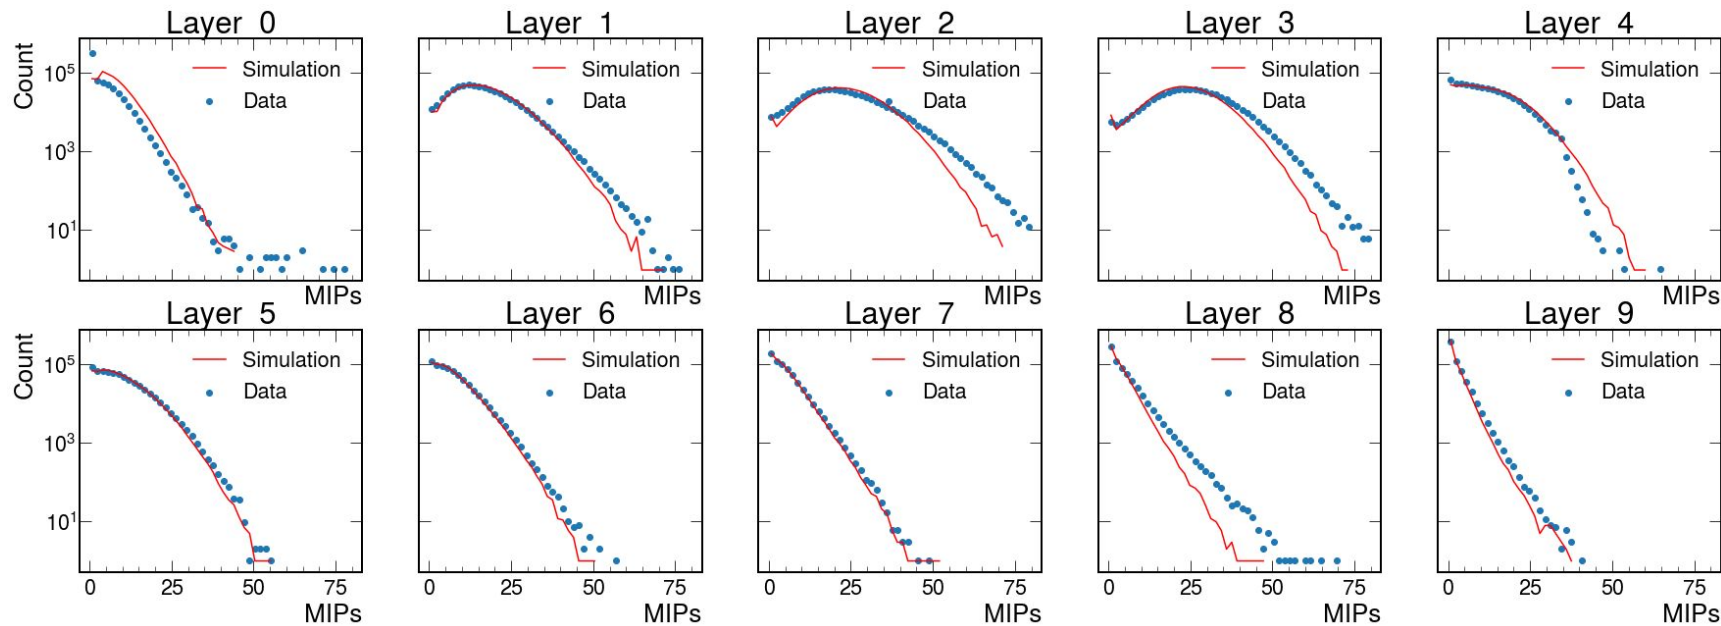 Layer 0
Layer 1
Layer 2
Layer 3
Layer 4
Count
10^5
10^3
10^1
Simulation
Data
Simulation
Data
Simulation
Data
Simulation
Data
Simulation
Data
MIPs
MIPs
MIPs
MIPs
MIPs
Layer 5
Layer 6
Layer 7
Layer 8
Layer 9
Count
10^5
10^3
10^1
Simulation
Data
Simulation
Data
Simulation
Data
Simulation
Data
Simulation
Data
0 25 50 75
0 25 50 75
0 25 50 75
0 25 50 75
0 25 50 75
MIPs
MIPs
MIPs
MIPs
MIPs